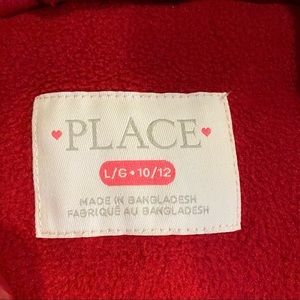 PLACE
L/G • 10/12
MADE IN BANGLADESH
FABRIQUÉ AU BANGLADESH